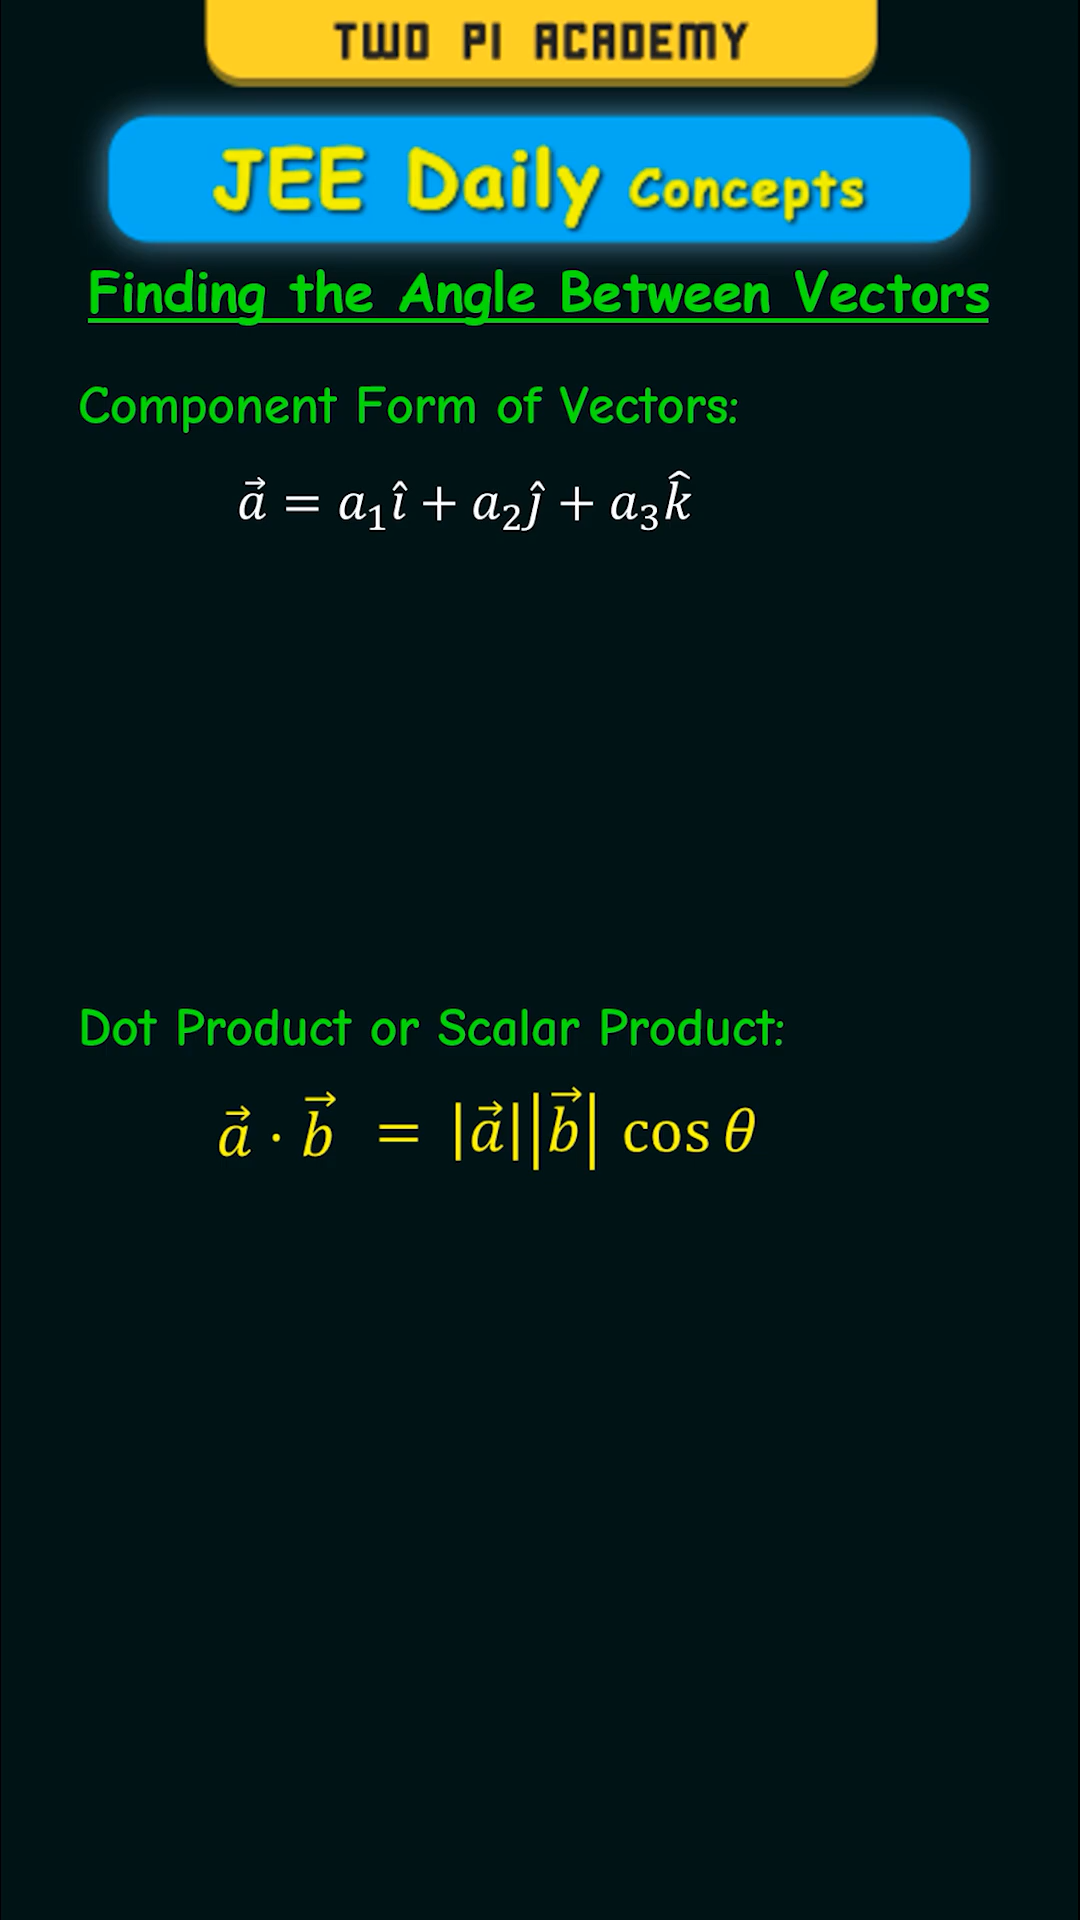 TWO PI ACADEMY
JEE Daily Concepts
Finding the Angle Between Vectors
Component Form of Vectors:
a⃗ = a₁î + a₂ĵ + a₃k̂
Dot Product or Scalar Product:
a⃗ · b⃗ = |a⃗||b⃗| cos θ